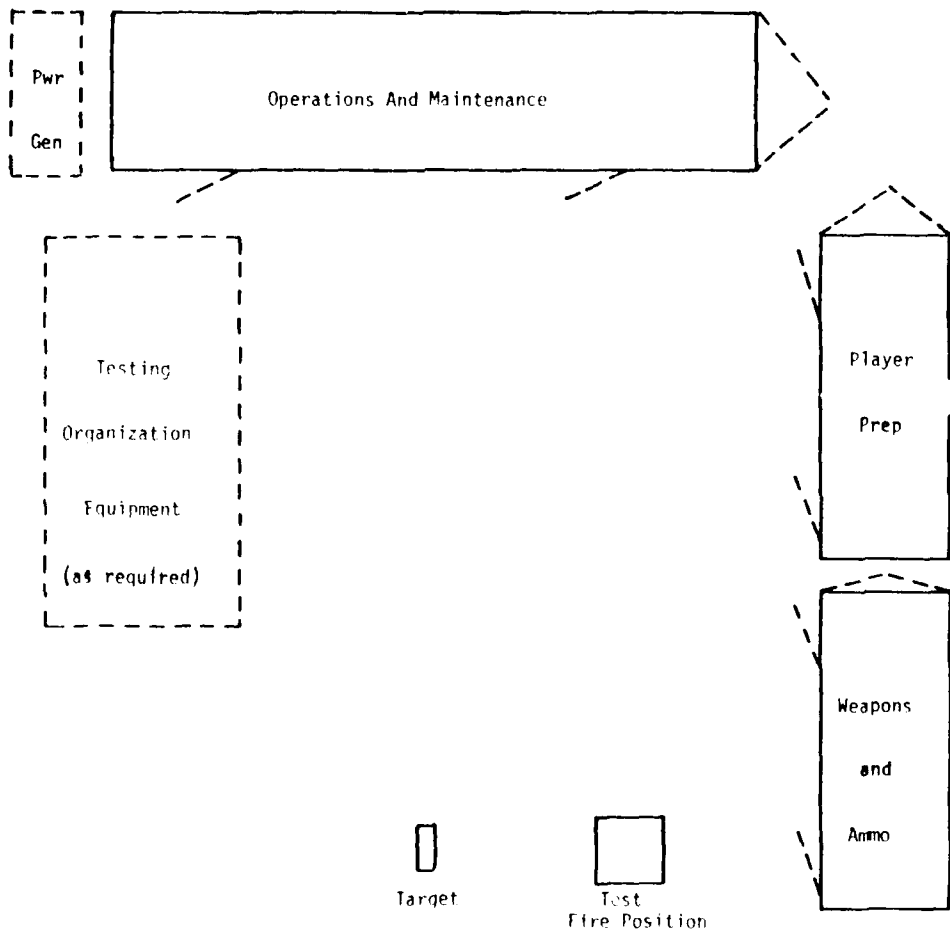 Pwr
Gen
Operations And Maintenance
Testing
Organization
Equipment
(as required)
Player
Prep
Weapons
and
Ammo
Target
Test
Fire Position